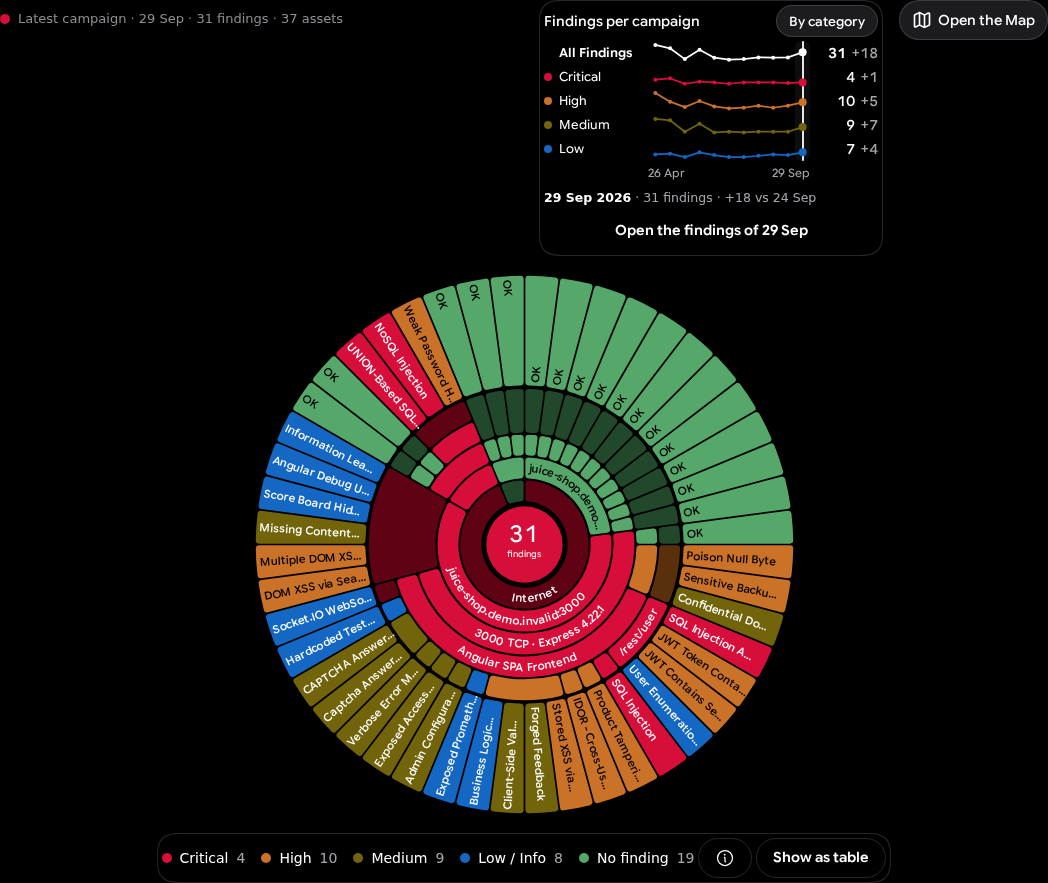 Latest campaign · 29 Sep · 31 findings · 37 assets
Findings per campaign
By category
Open the Map
All Findings 31 +18
Critical 4 +1
High 10 +5
Medium 9 +7
Low 7 +4
26 Apr 29 Sep
29 Sep 2026 · 31 findings · +18 vs 24 Sep
Open the findings of 29 Sep
OK
OK
OK
OK
OK
OK
OK
OK
OK
OK
OK
OK
OK
Poison Null Byte
Sensitive Backu...
Confidential Do...
SQL Injection A...
JWT Token Conta...
JWT Contains Se...
User Enumeratio...
SQL Injection
Product Tamperi...
IDOR - Cross-Us...
Stored XSS via...
Forged Feedback
Client-Side Val...
Business Logic...
Exposed Prometh...
Admin Configura...
Exposed Access...
Verbose Error M...
Captcha Answer...
CAPTCHA Answer...
Hardcoded Test...
Socket.IO WebSo...
DOM XSS via Sea...
Multiple DOM XS...
Missing Content...
Score Board Hid...
Angular Debug U...
Information Lea...
OK
OK
UNION-Based SQL...
NoSQL Injection
Weak Password H...
juice-shop.demo...
31
findings
Internet
juice-shop.demo.invalid:3000
3000 TCP · Express 4.22.1
Angular SPA Frontend
/rest/user
Critical 4 High 10 Medium 9 Low / Info 8 No finding 19
Show as table